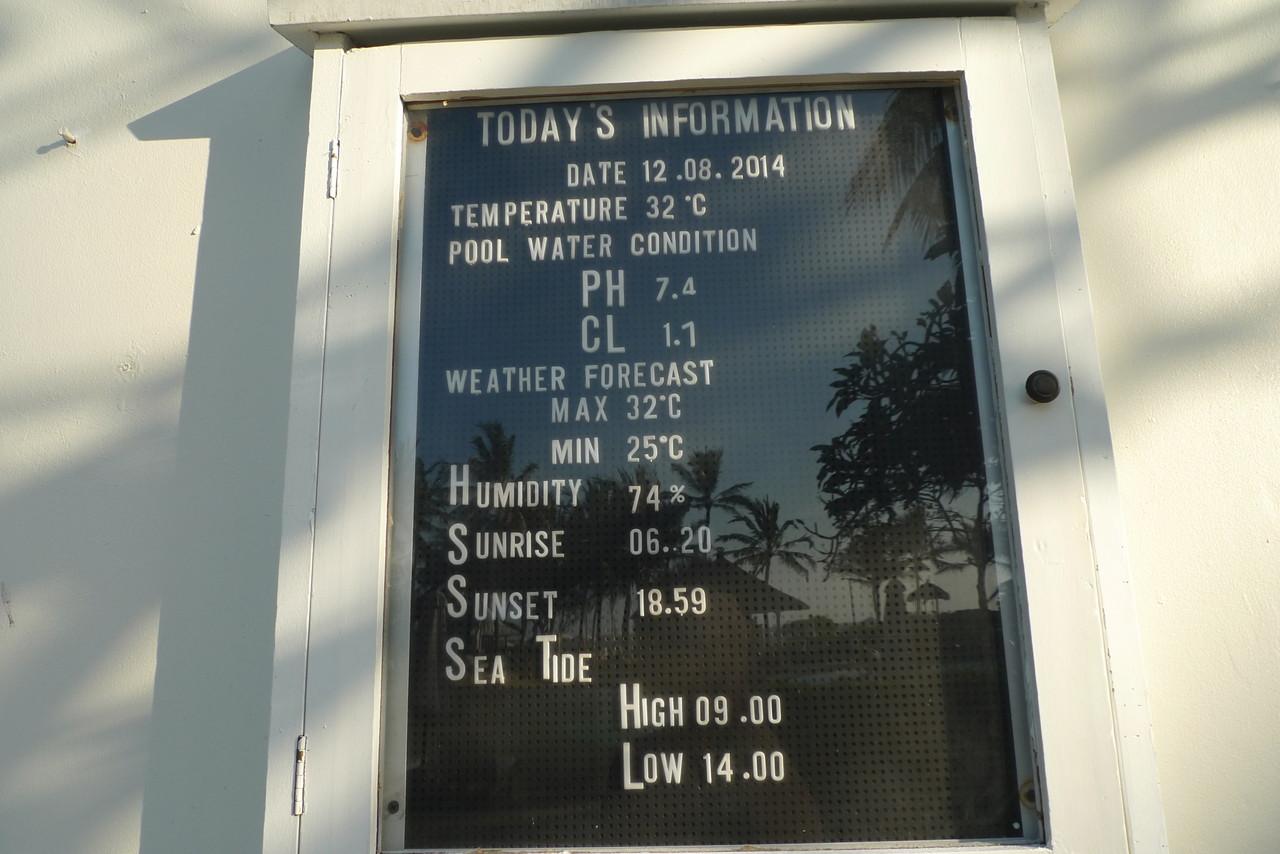 TODAY'S INFORMATION
DATE 12.08.2014
TEMPERATURE 32°C
POOL WATER CONDITION
PH 7.4
CL 1.1
WEATHER FORECAST
MAX 32°C
MIN 25°C
HUMIDITY 74%
SUNRISE 06..20
SUNSET 18.59
SEA TIDE
HIGH 09.00
LOW 14.00